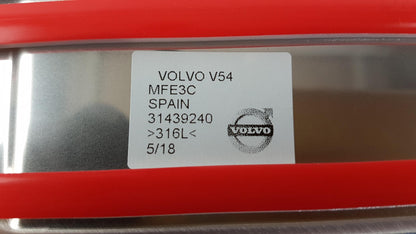 VOLVO V54
MFE3C
SPAIN
31439240
>316L<
5/18
VOLVO